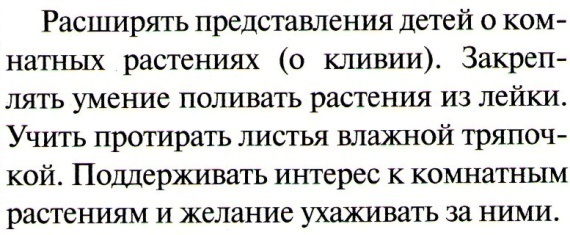 Расширять представления детей о ком-
натных растениях (о кливии). Закреп-
лять умение поливать растения из лейки.
Учить протирать листья влажной тряпоч-
кой. Поддерживать интерес к комнатным
растениям и желание ухаживать за ними.